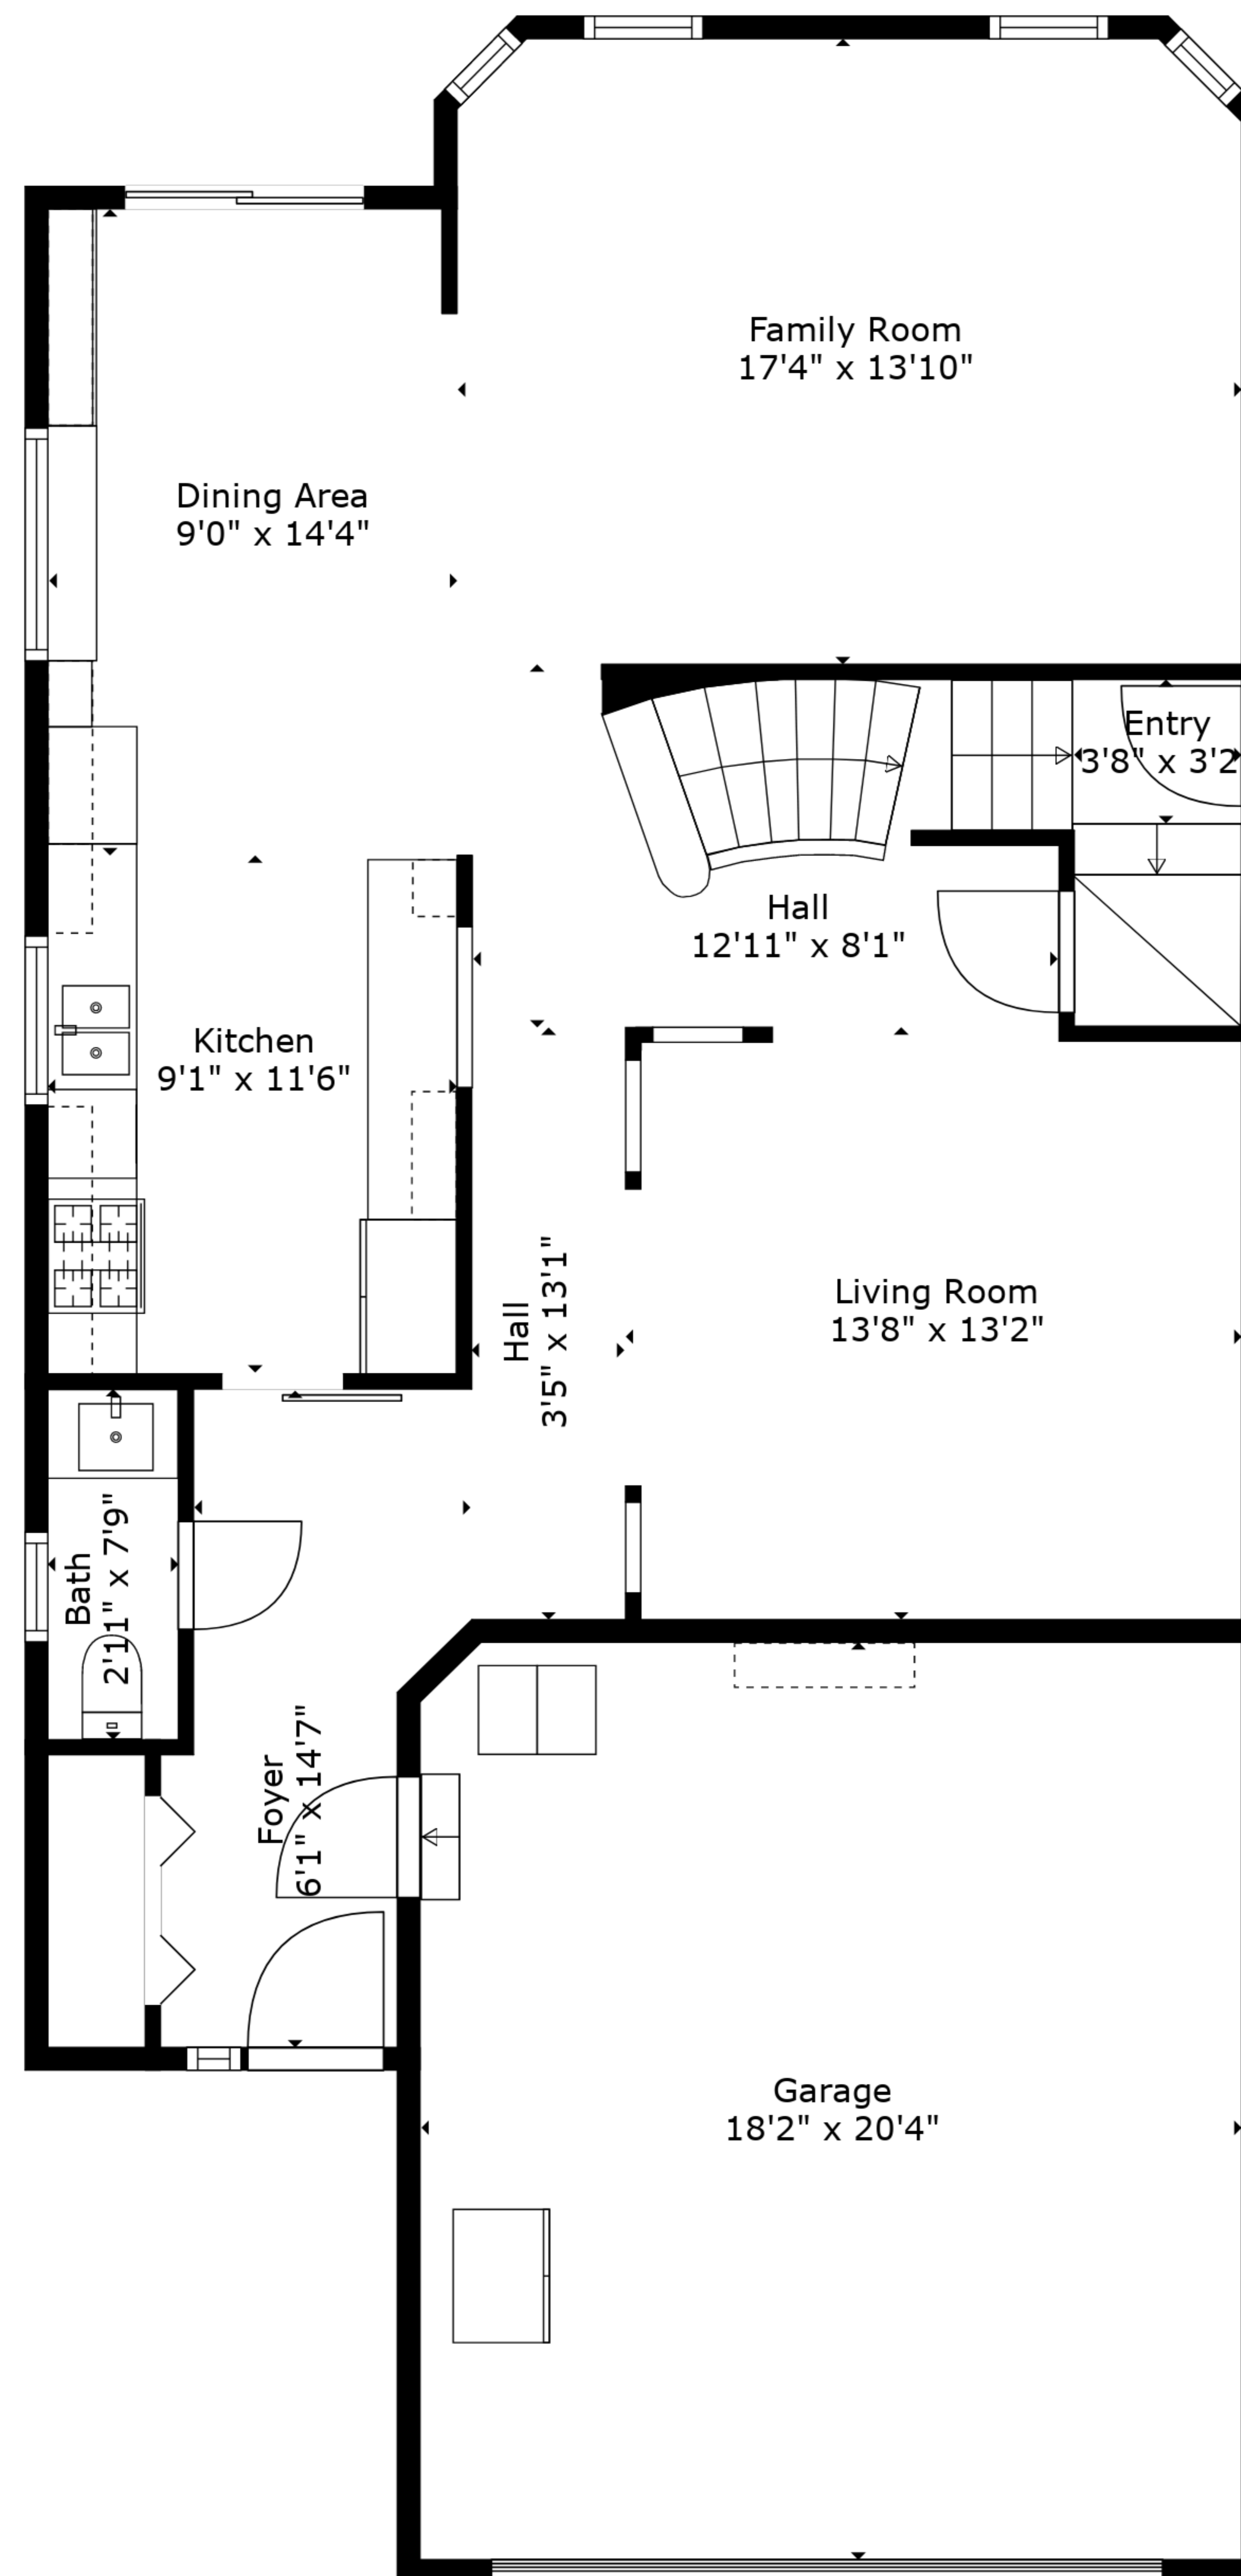 Family Room
17'4" x 13'10"
Dining Area
9'0" x 14'4"
Entry
3'8" x 3'2
Hall
12'11" x 8'1"
Kitchen
9'1" x 11'6"
Hall
3'5" x 13'1"
Living Room
13'8" x 13'2"
Bath
2'11" x 7'9"
Foyer
6'1" x 14'7"
Garage
18'2" x 20'4"